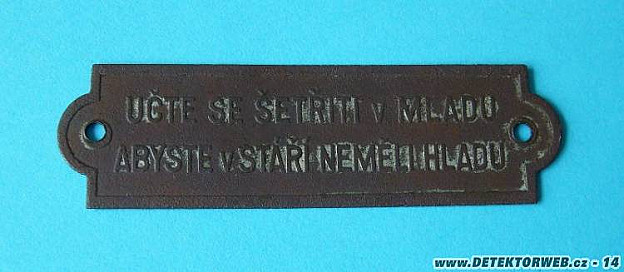 UČTE SE ŠETŘITI V MLADU
ABYSTE V STÁŘÍ NEMĚLI HLADU
www.DETEKTORWEB.cz - 14